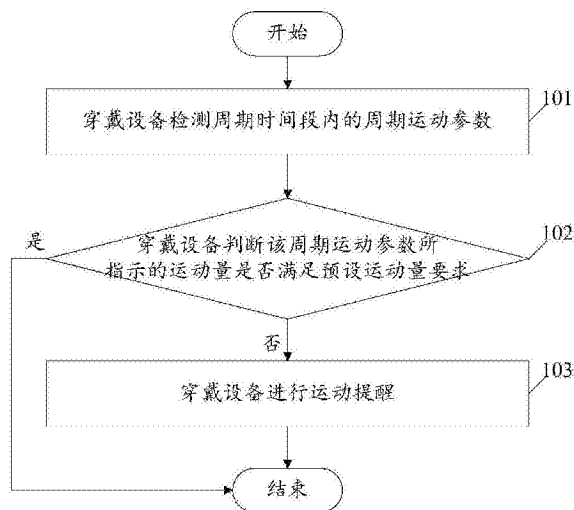 开始
101
穿戴设备检测周期时间段内的周期运动参数
是
102
穿戴设备判断该周期运动参数所
指示的运动量是否满足预设运动量要求
否
103
穿戴设备进行运动提醒
结束